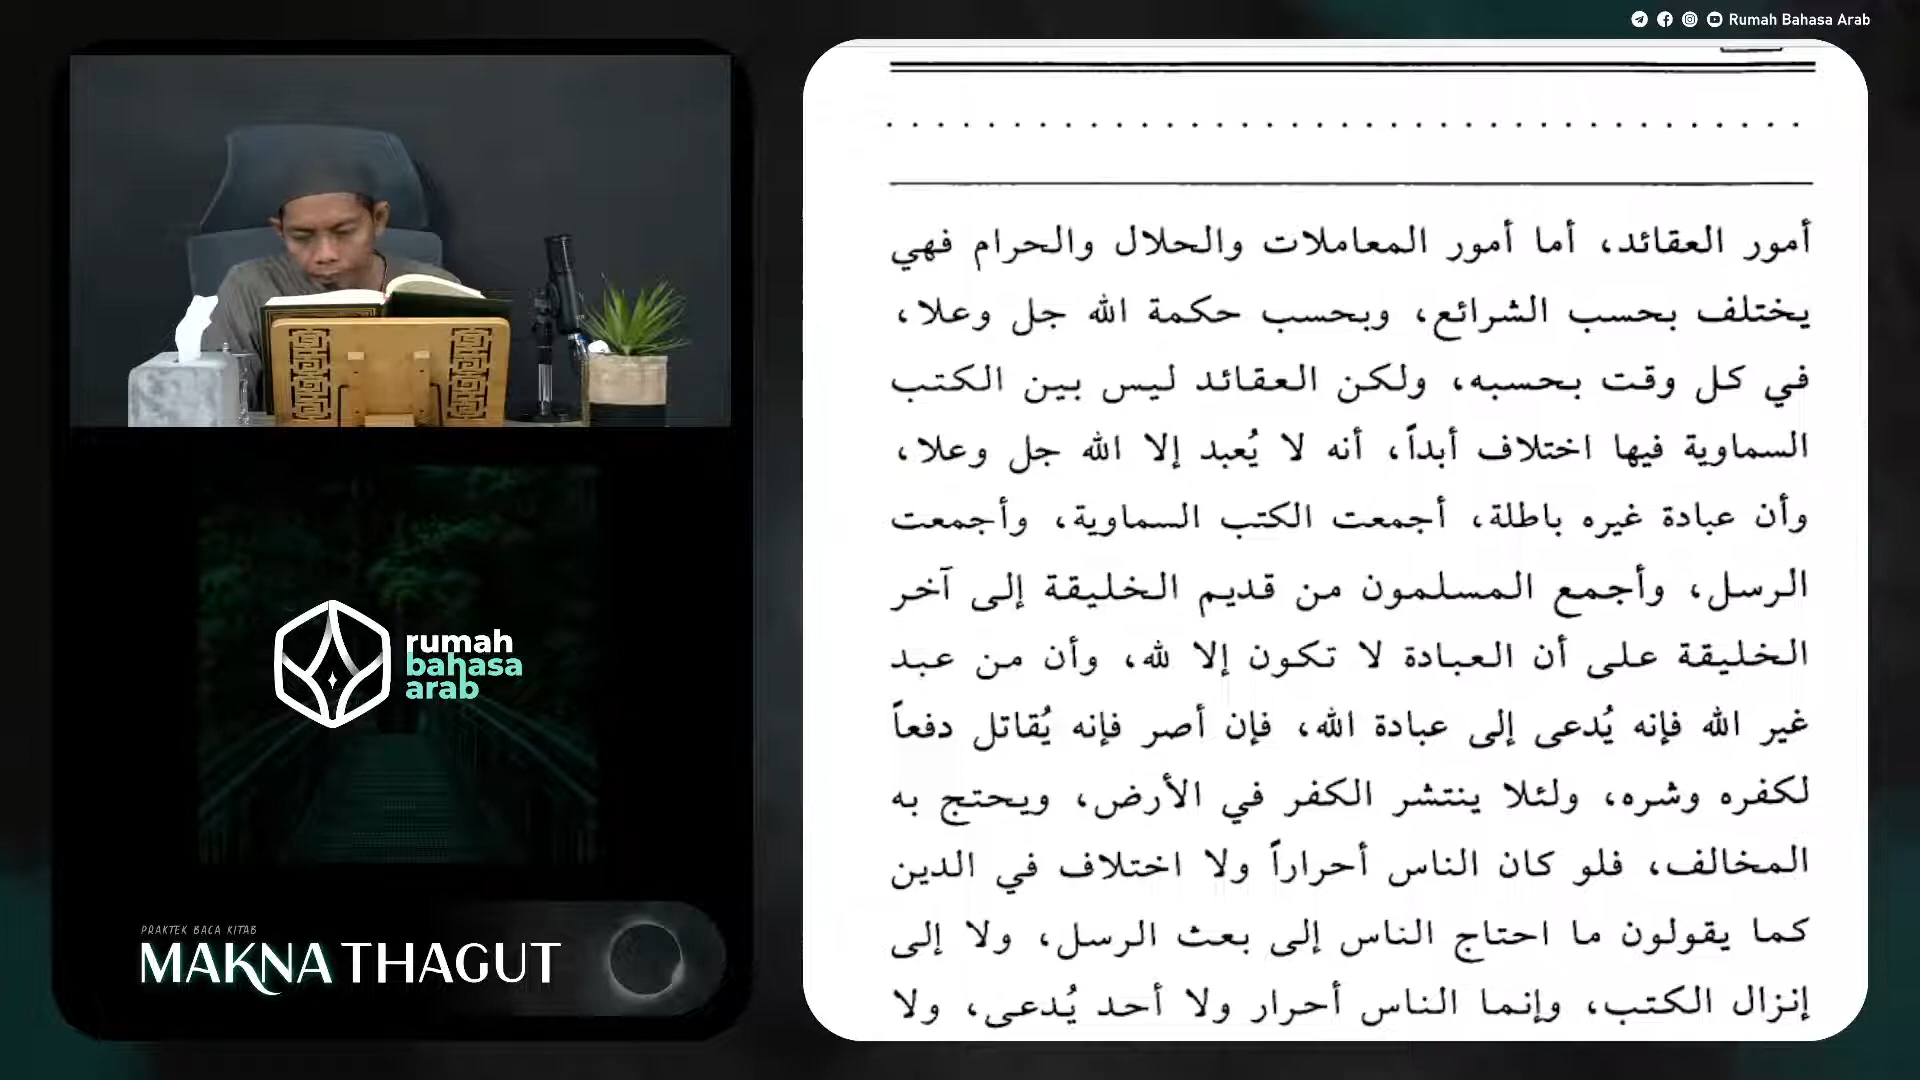 Rumah Bahasa Arab
أمور العقائد، أما أمور المعاملات والحلال والحرام فهي
يختلف بحسب الشرائع، وبحسب حكمة الله جل وعلا،
في كل وقت بحسبه، ولكن العقائد ليس بين الكتب
السماوية فيها اختلاف أبداً، أنه لا يُعبد إلا الله جل وعلا،
وأن عبادة غيره باطلة، أجمعت الكتب السماوية، وأجمعت
الرسل، وأجمع المسلمون من قديم الخليقة إلى آخر
الخليقة على أن العبادة لا تكون إلا لله، وأن من عبد
غير الله فإنه يُدعى إلى عبادة الله، فإن أصر فإنه يُقاتل دفعاً
لكفره وشره، ولئلا ينتشر الكفر في الأرض، ويحتج به
المخالف، فلو كان الناس أحراراً ولا اختلاف في الدين
كما يقولون ما احتاج الناس إلى بعث الرسل، ولا إلى
إنزال الكتب، وإنما الناس أحرار ولا أحد يُدعى، ولا
rumah
bahasa
arab
PRAKTEK BACA KITAB
MAKNA THAGUT